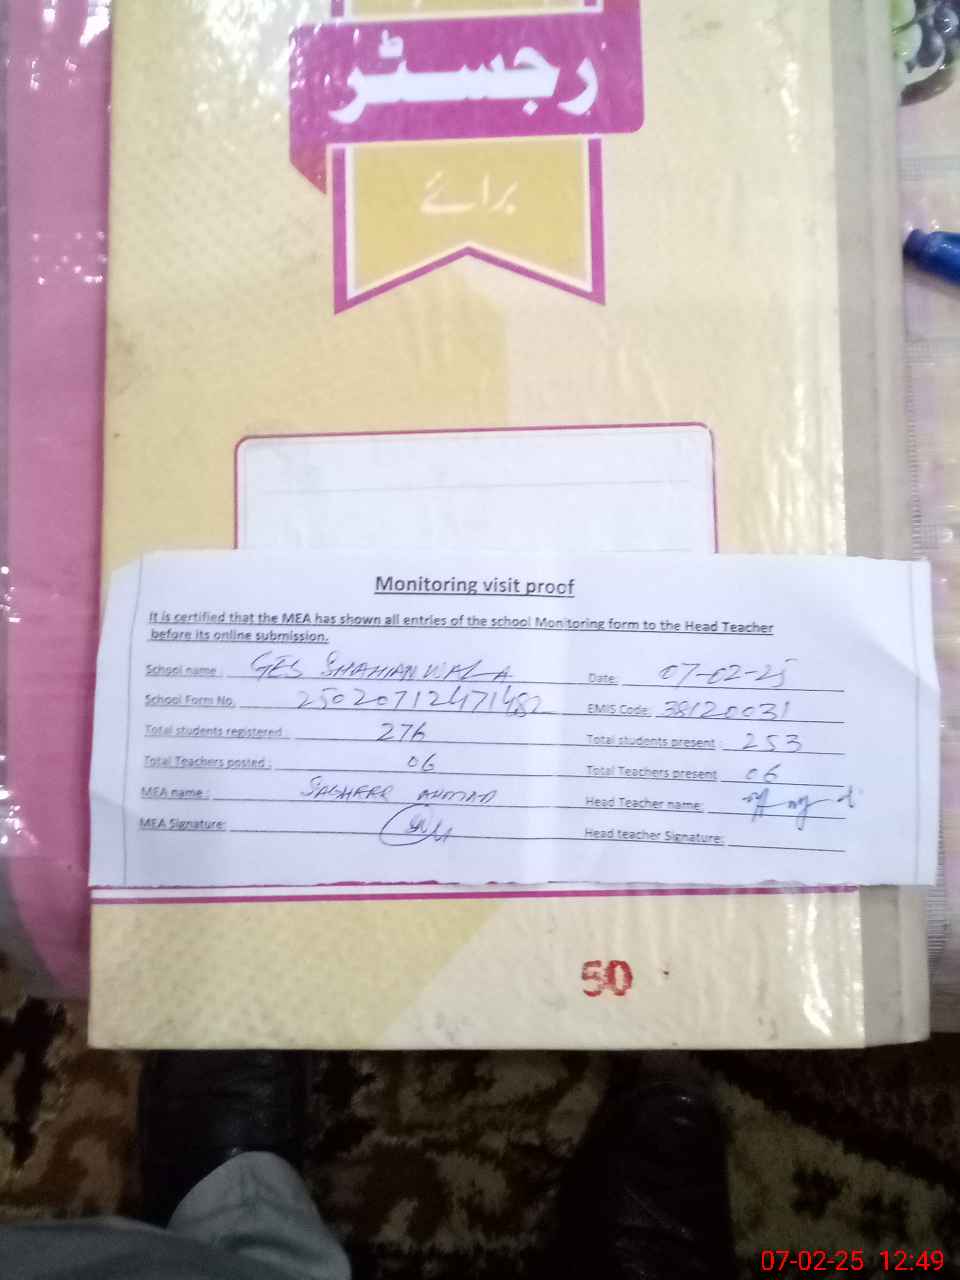 رجسٹر
برائے
Monitoring visit proof
It is certified that the MEA has shown all entries of the school Monitoring form to the Head Teacher
before its online submission.
School name : GES SHAHIANWALA Date: 07-02-25
School Form No. 25020712471482 EMIS Code: 38120031
Total students registered : 276 Total students present : 253
Total Teachers posted : 06 Total Teachers present 06
MEA name : SAGHEER AHMAD Head Teacher name:
MEA Signature: Head teacher Signature:
50
07-02-25 12:49